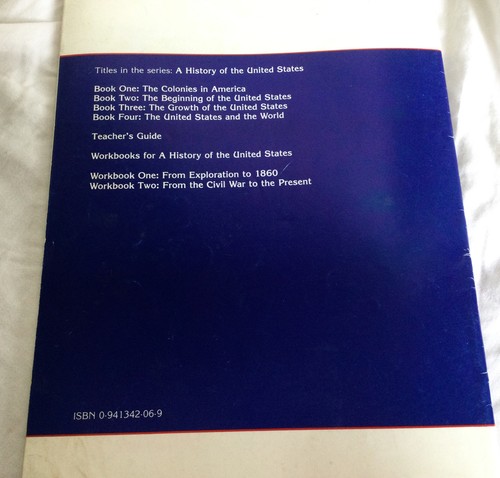 Titles in the series: A History of the United States
Book One: The Colonies in America
Book Two: The Beginning of the United States
Book Three: The Growth of the United States
Book Four: The United States and the World
Teacher's Guide
Workbooks for A History of the United States
Workbook One: From Exploration to 1860
Workbook Two: From the Civil War to the Present
ISBN 0-941342-06-9